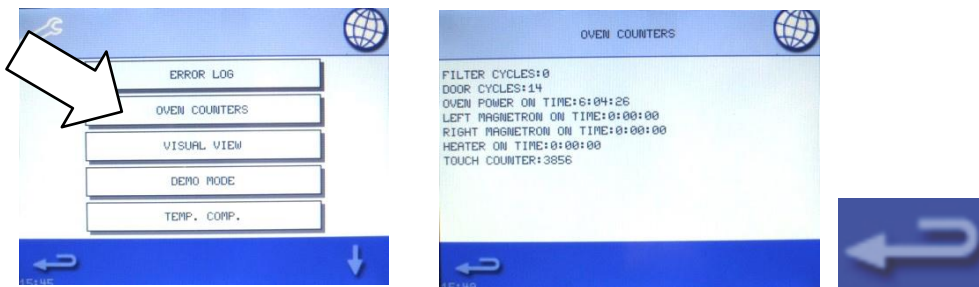 ERROR LOG
OVEN COUNTERS
VISUAL VIEW
DEMO MODE
TEMP. COMP.
15:45
OVEN COUNTERS
FILTER CYCLES:0
DOOR CYCLES:14
OVEN POWER ON TIME:6:04:26
LEFT MAGNETRON ON TIME:0:00:00
RIGHT MAGNETRON ON TIME:0:00:00
HEATER ON TIME:0:00:00
TOUCH COUNTER:3856